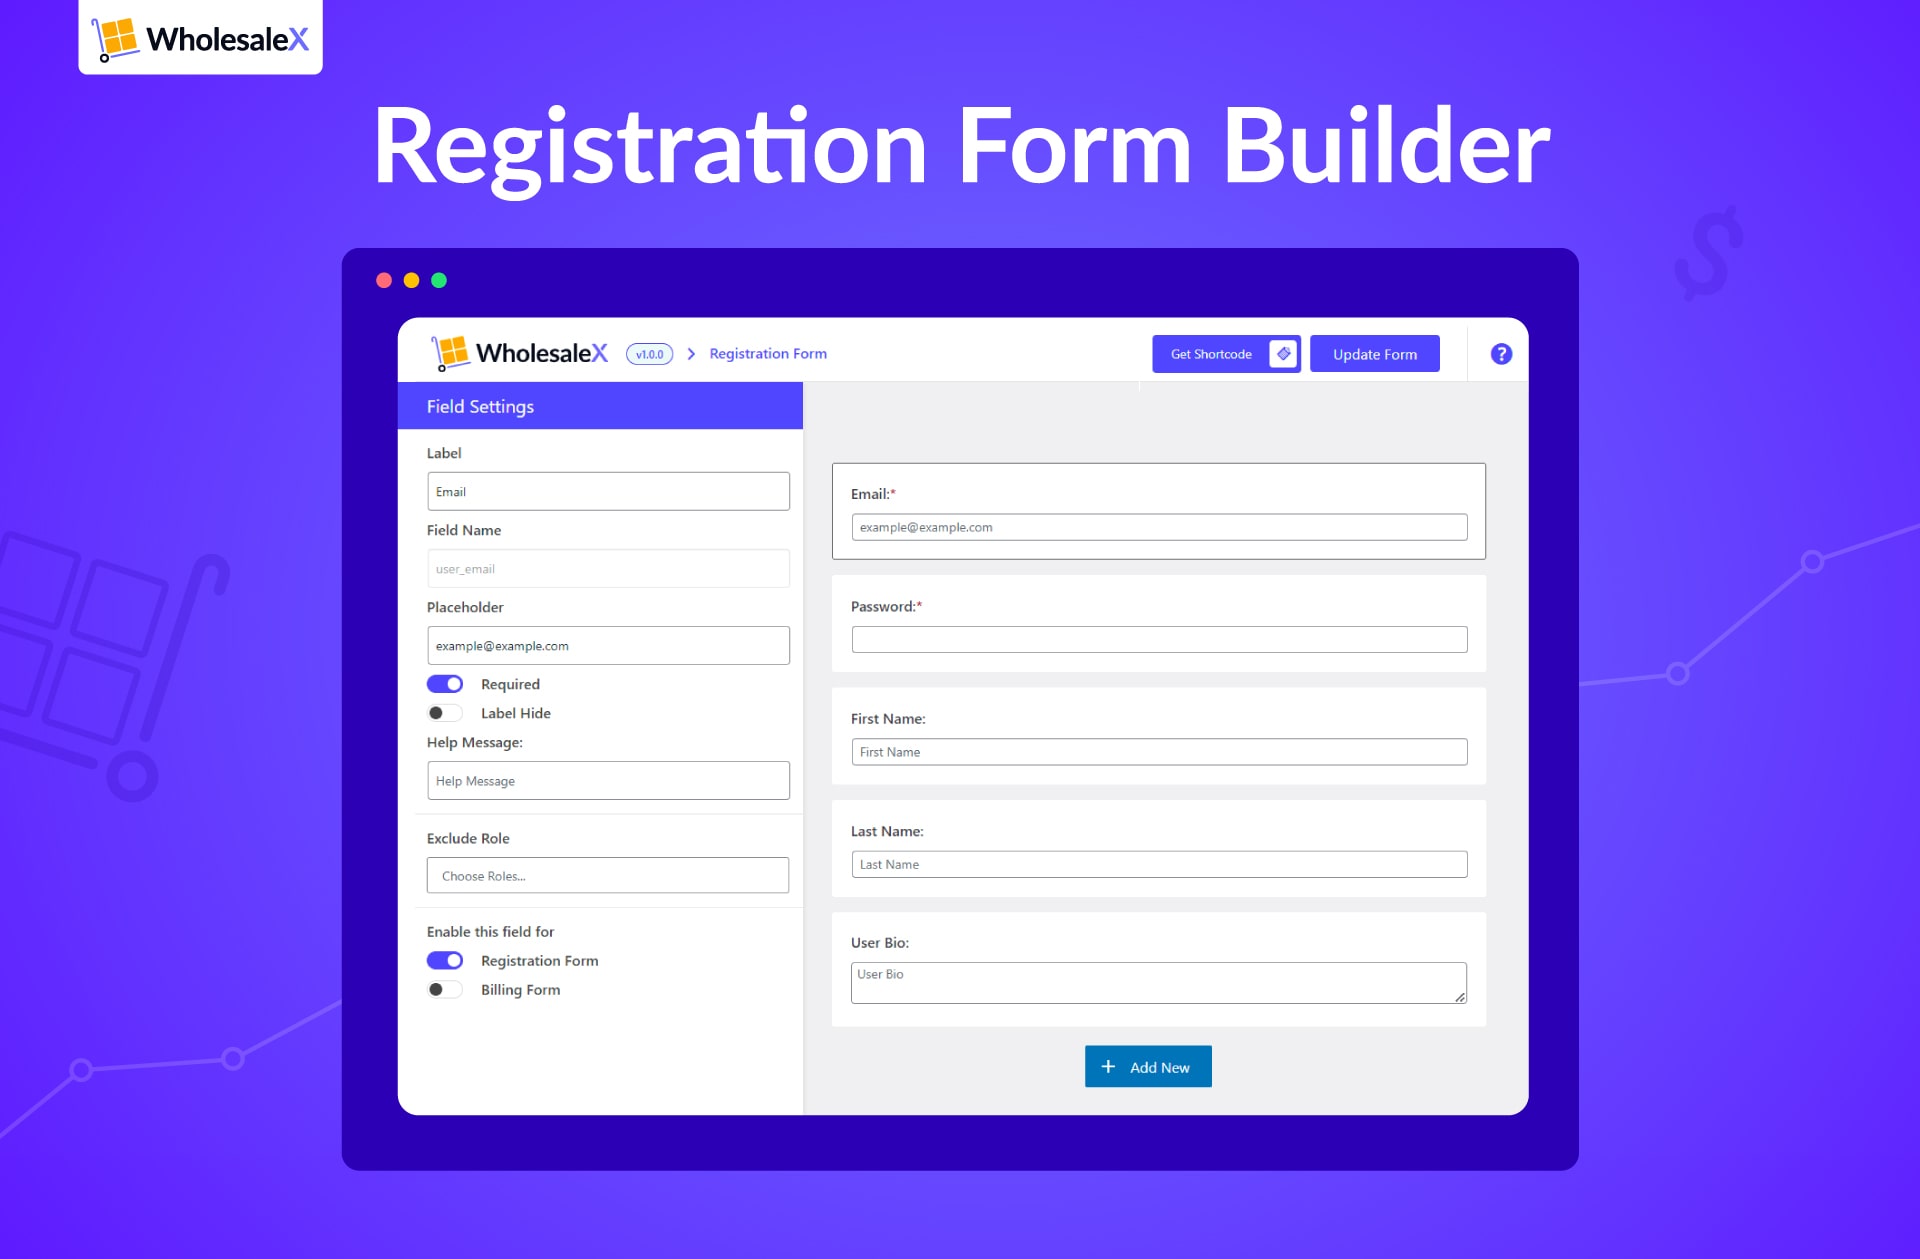 WholesaleX
Registration Form Builder
WholesaleX v1.0.0 Registration Form Get Shortcode Update Form ?
Field Settings
Label
Email
Field Name
user_email
Placeholder
example@example.com
Required
Label Hide
Help Message:
Help Message
Exclude Role
Choose Roles...
Enable this field for
Registration Form
Billing Form
Email:*
example@example.com
Password:*
First Name:
First Name
Last Name:
Last Name
User Bio:
User Bio
+ Add New